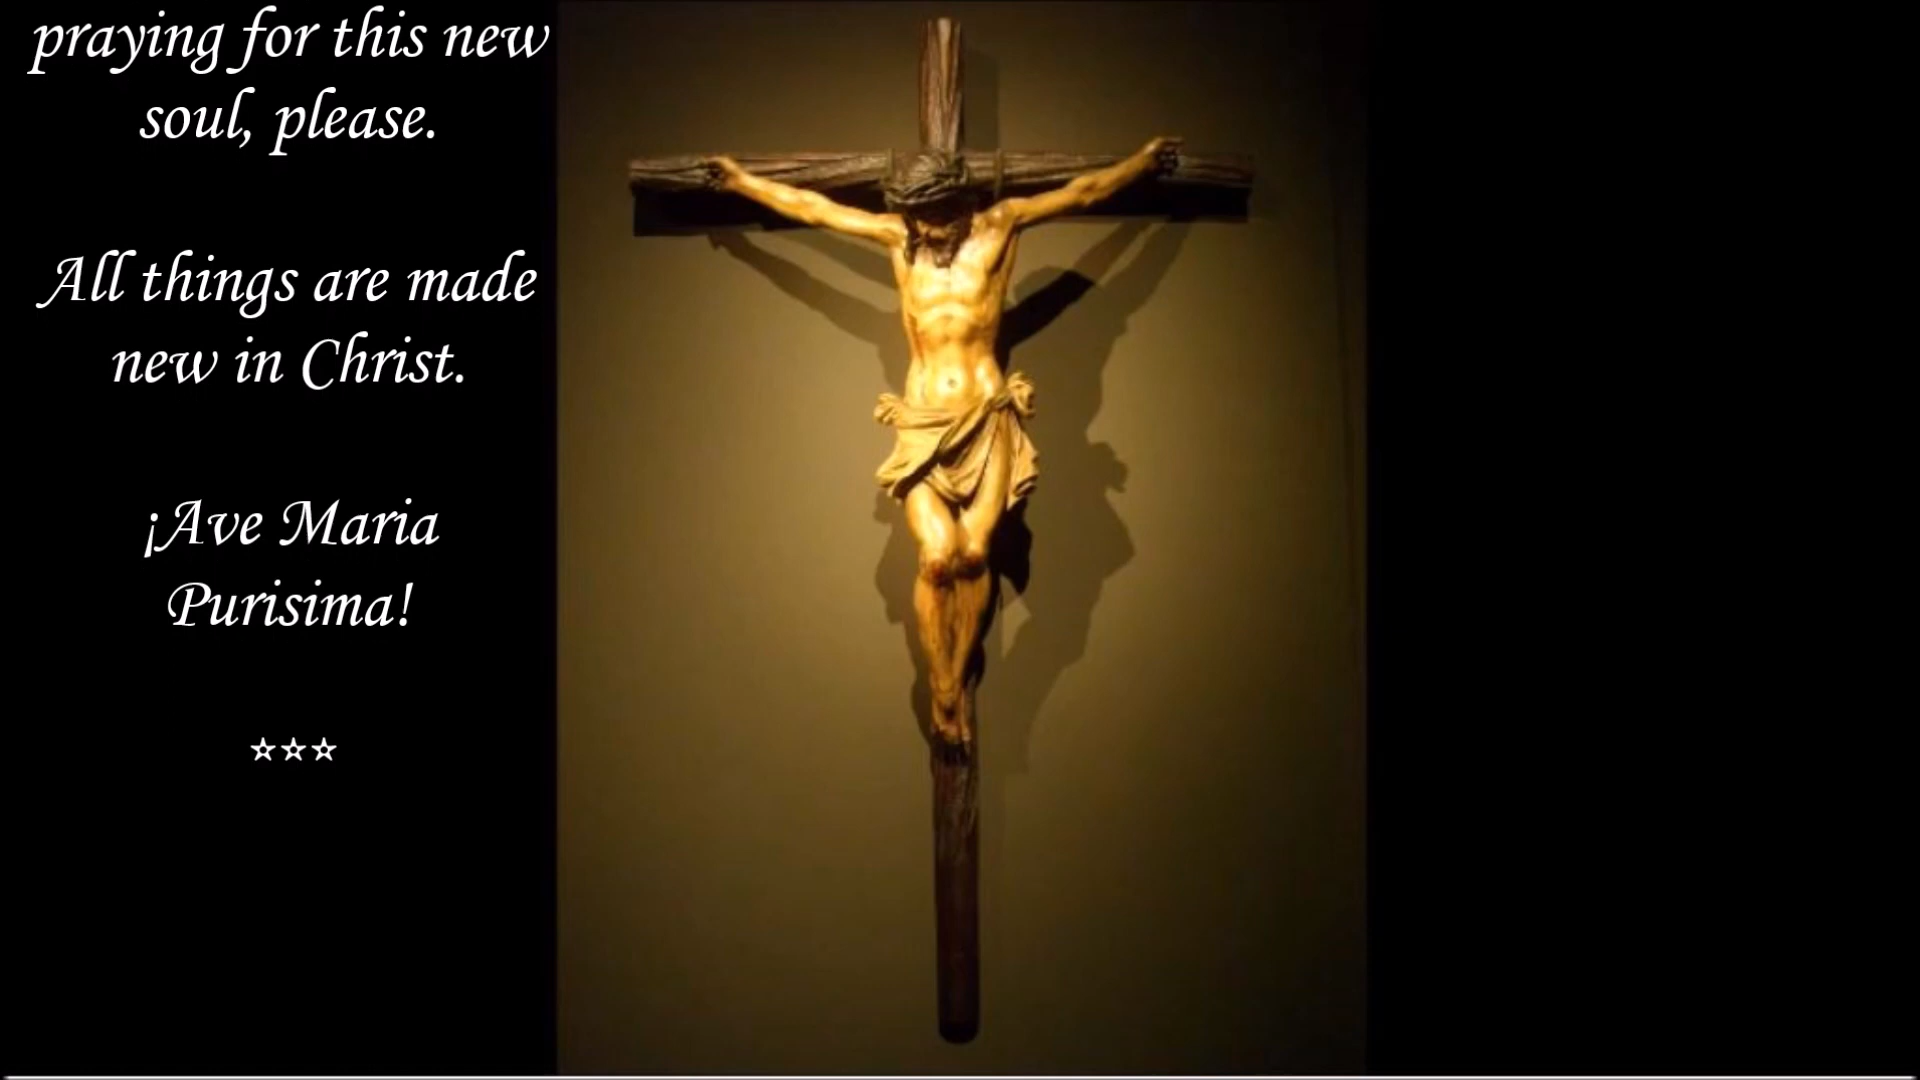 praying for this new
soul, please.
All things are made
new in Christ.
¡Ave Maria
Purisima!
***